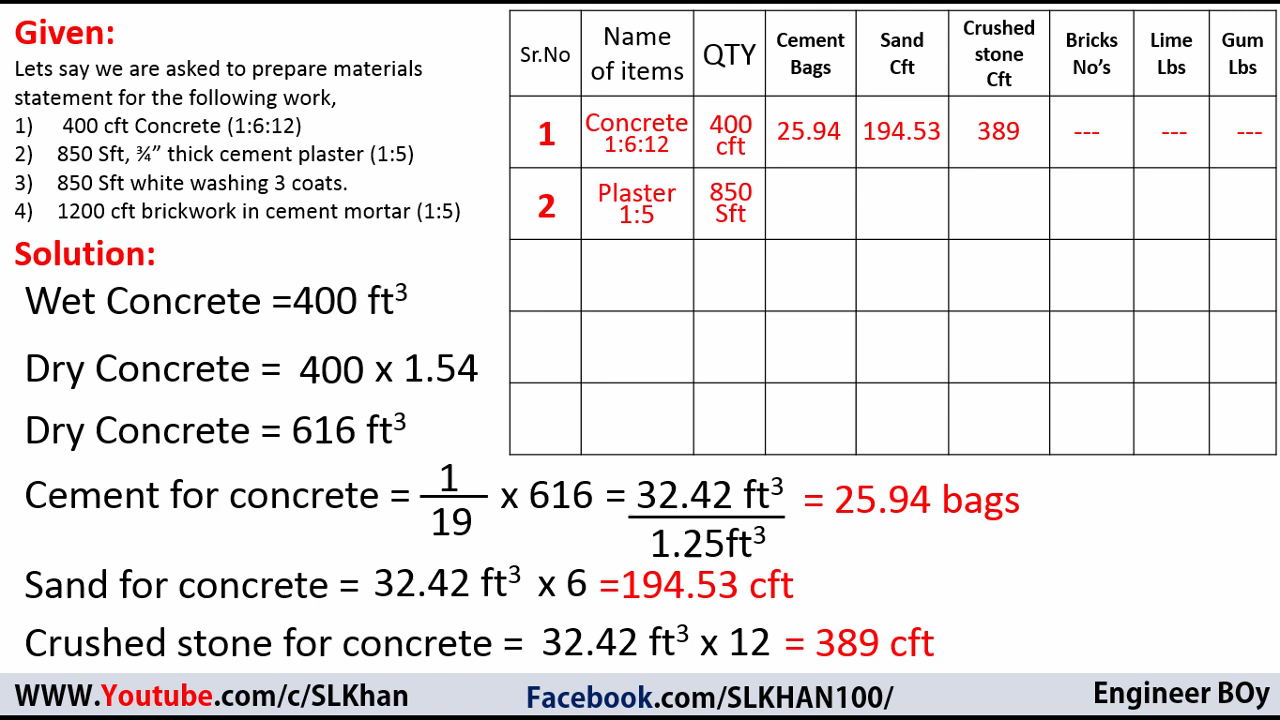 Given:
Lets say we are asked to prepare materials
statement for the following work,
1) 400 cft Concrete (1:6:12)
2) 850 Sft, ¾” thick cement plaster (1:5)
3) 850 Sft white washing 3 coats.
4) 1200 cft brickwork in cement mortar (1:5)
Sr.No Name of items QTY Cement Bags Sand Cft Crushed stone Cft Bricks No’s Lime Lbs Gum Lbs
1 Concrete 1:6:12 400 cft 25.94 194.53 389 --- --- ---
2 Plaster 1:5 850 Sft
Solution:
Wet Concrete =400 ft³
Dry Concrete = 400 x 1.54
Dry Concrete = 616 ft³
Cement for concrete = 1/19 x 616 = 32.42 ft³/1.25ft³ = 25.94 bags
Sand for concrete = 32.42 ft³ x 6 =194.53 cft
Crushed stone for concrete = 32.42 ft³ x 12 = 389 cft
WWW.Youtube.com/c/SLKhan Facebook.com/SLKHAN100/ Engineer BOy